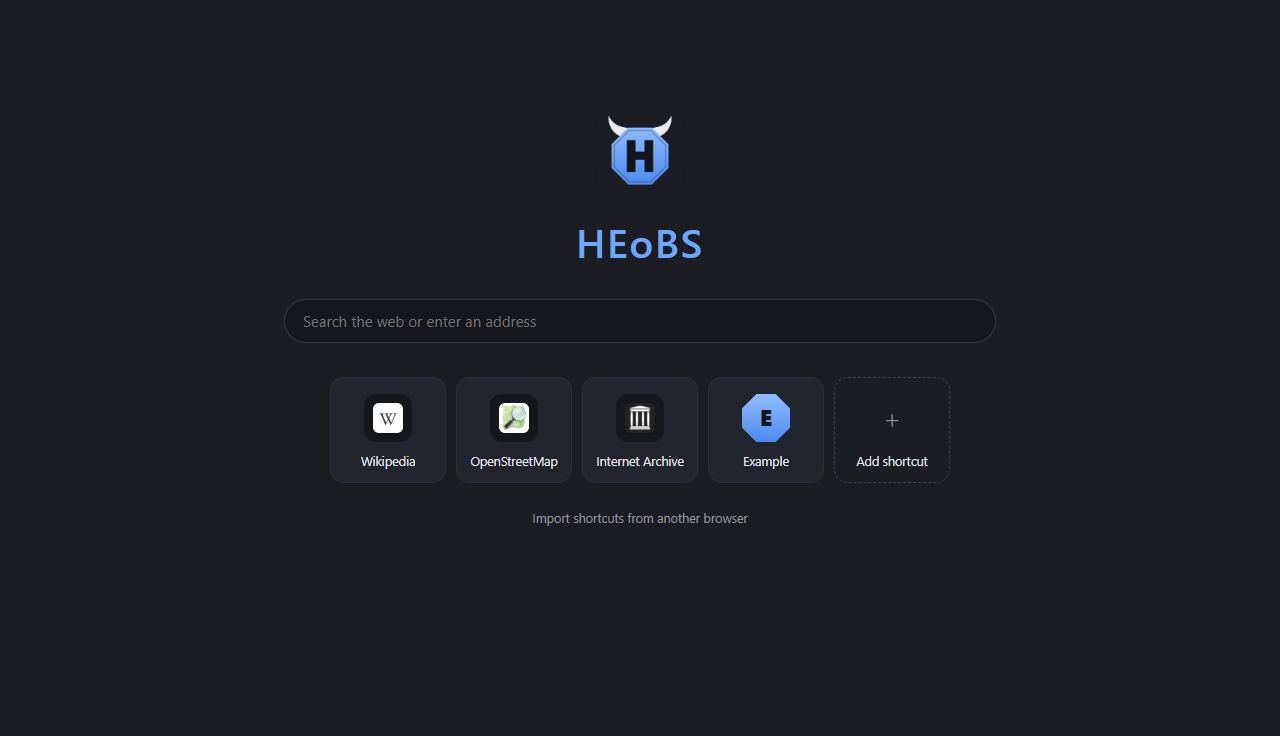 H
HEoBS
Search the web or enter an address
W
E
Wikipedia
OpenStreetMap
Internet Archive
Example
+
Add shortcut
Import shortcuts from another browser